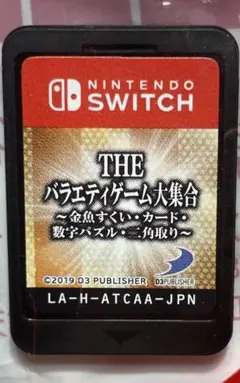 NINTENDO
SWITCH
THE
バラエティゲーム大集合
〜金魚すくい・カード・
数字パズル・三角取り〜
©2019 D3 PUBLISHER
D3PUBLISHER
LA-H-ATCAA-JPN